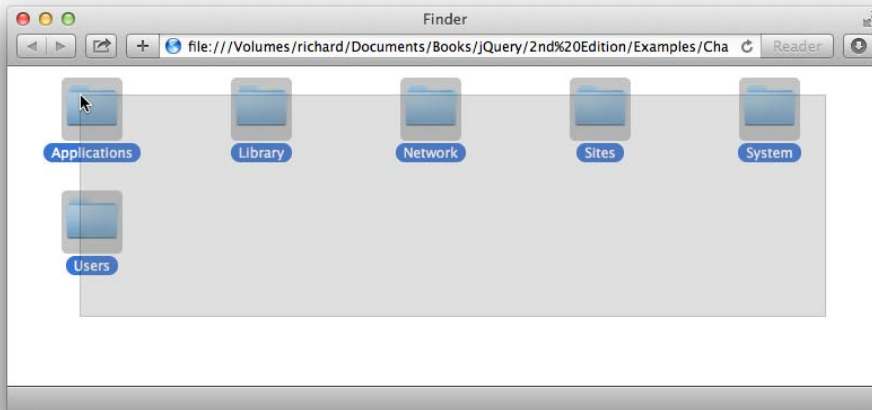 Finder
file:///Volumes/richard/Documents/Books/jQuery/2nd%20Edition/Examples/Cha Reader
Applications Library Network Sites System
Users